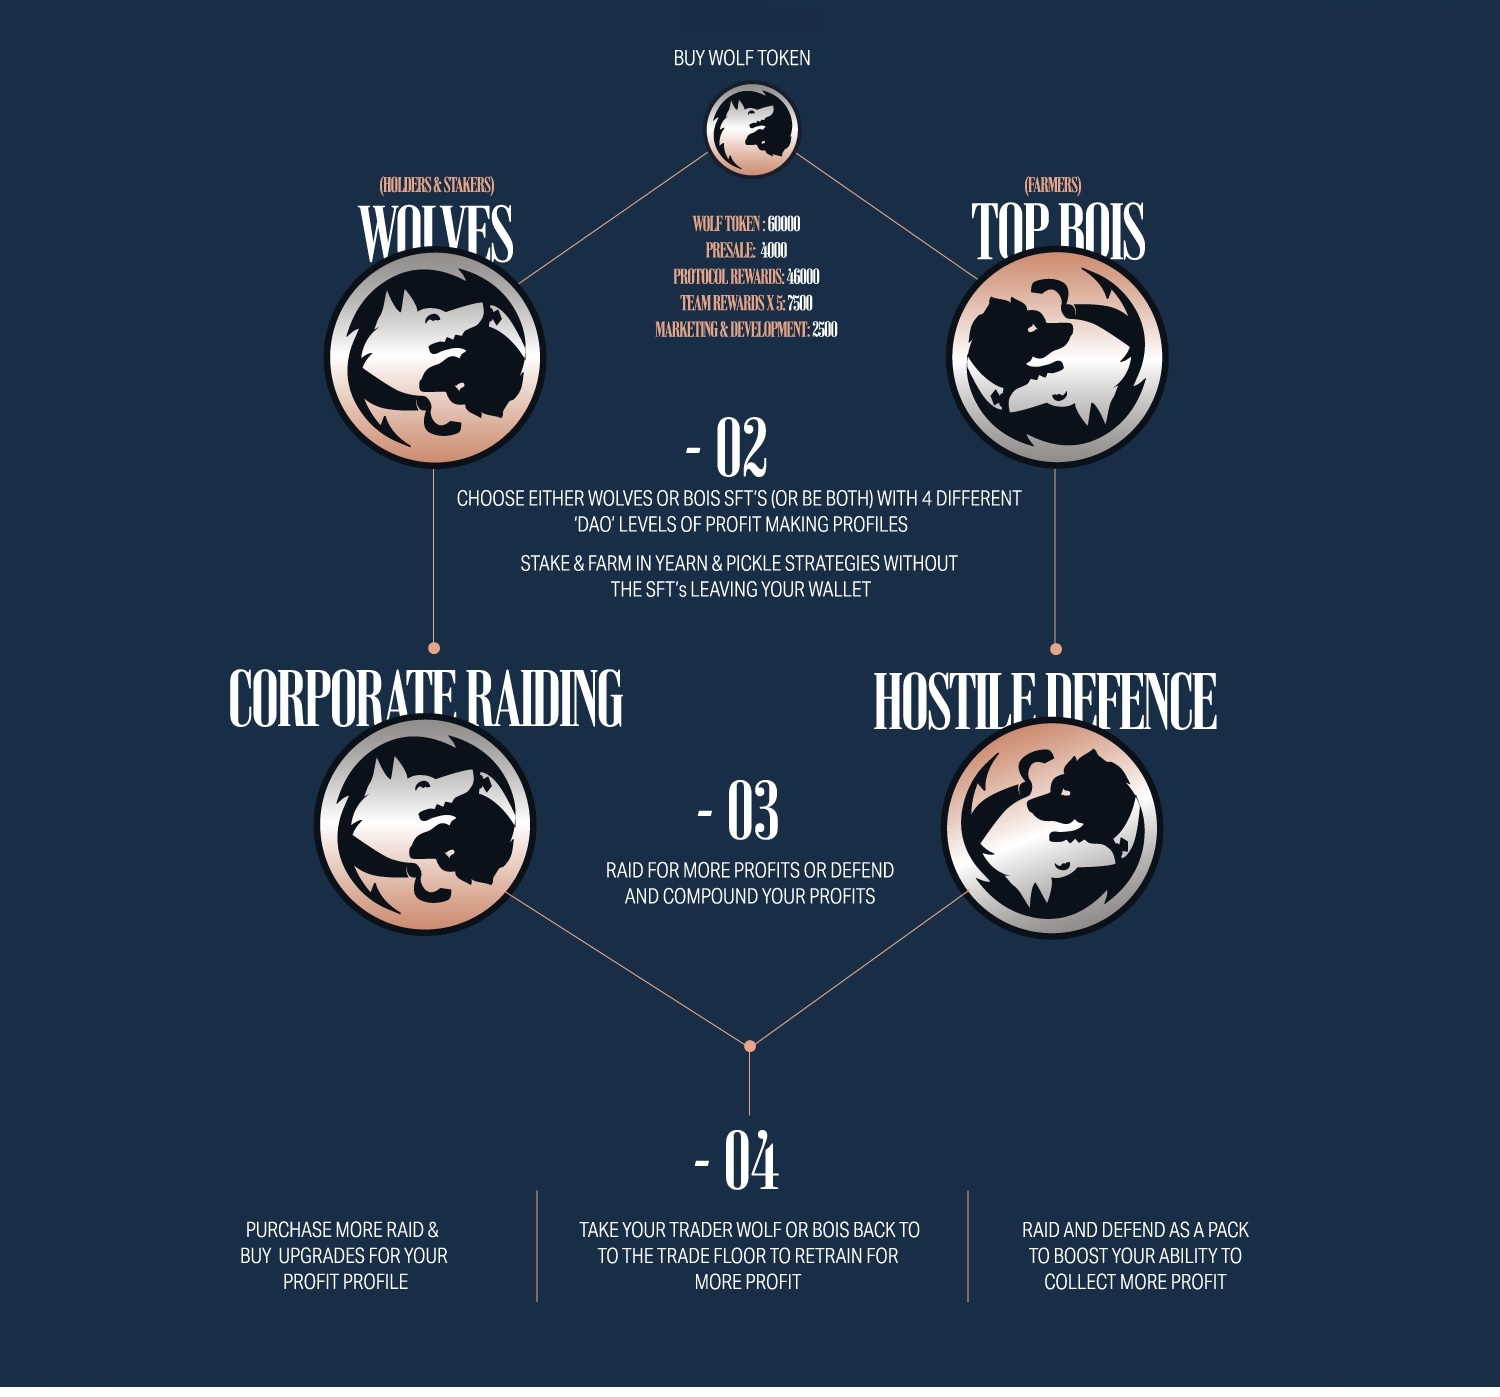 BUY WOLF TOKEN
(HOLDERS & STAKERS)
WOLVES
(FARMERS)
TOP BOIS
WOLF TOKEN : 60000
PRESALE: 4000
PROTOCOL REWARDS: 46000
TEAM REWARDS X 5: 7500
MARKETING & DEVELOPMENT: 2500
- 02
CHOOSE EITHER WOLVES OR BOIS SFT'S (OR BE BOTH) WITH 4 DIFFERENT
'DAO' LEVELS OF PROFIT MAKING PROFILES
STAKE & FARM IN YEARN & PICKLE STRATEGIES WITHOUT
THE SFT's LEAVING YOUR WALLET
CORPORATE RAIDING
HOSTILE DEFENCE
- 03
RAID FOR MORE PROFITS OR DEFEND
AND COMPOUND YOUR PROFITS
- 04
PURCHASE MORE RAID &
BUY UPGRADES FOR YOUR
PROFIT PROFILE
TAKE YOUR TRADER WOLF OR BOIS BACK TO
TO THE TRADE FLOOR TO RETRAIN FOR
MORE PROFIT
RAID AND DEFEND AS A PACK
TO BOOST YOUR ABILITY TO
COLLECT MORE PROFIT